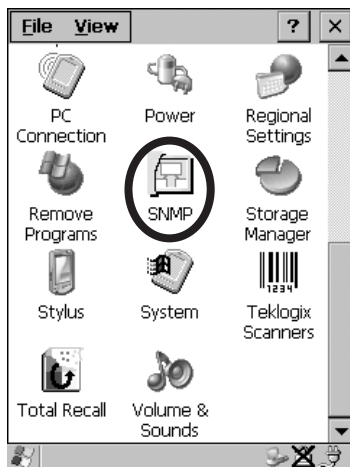 File View ? ×
PC Connection
Power
Regional Settings
Remove Programs
SNMP
Storage Manager
Stylus
System
1234
Teklogix Scanners
Total Recall
Volume & Sounds